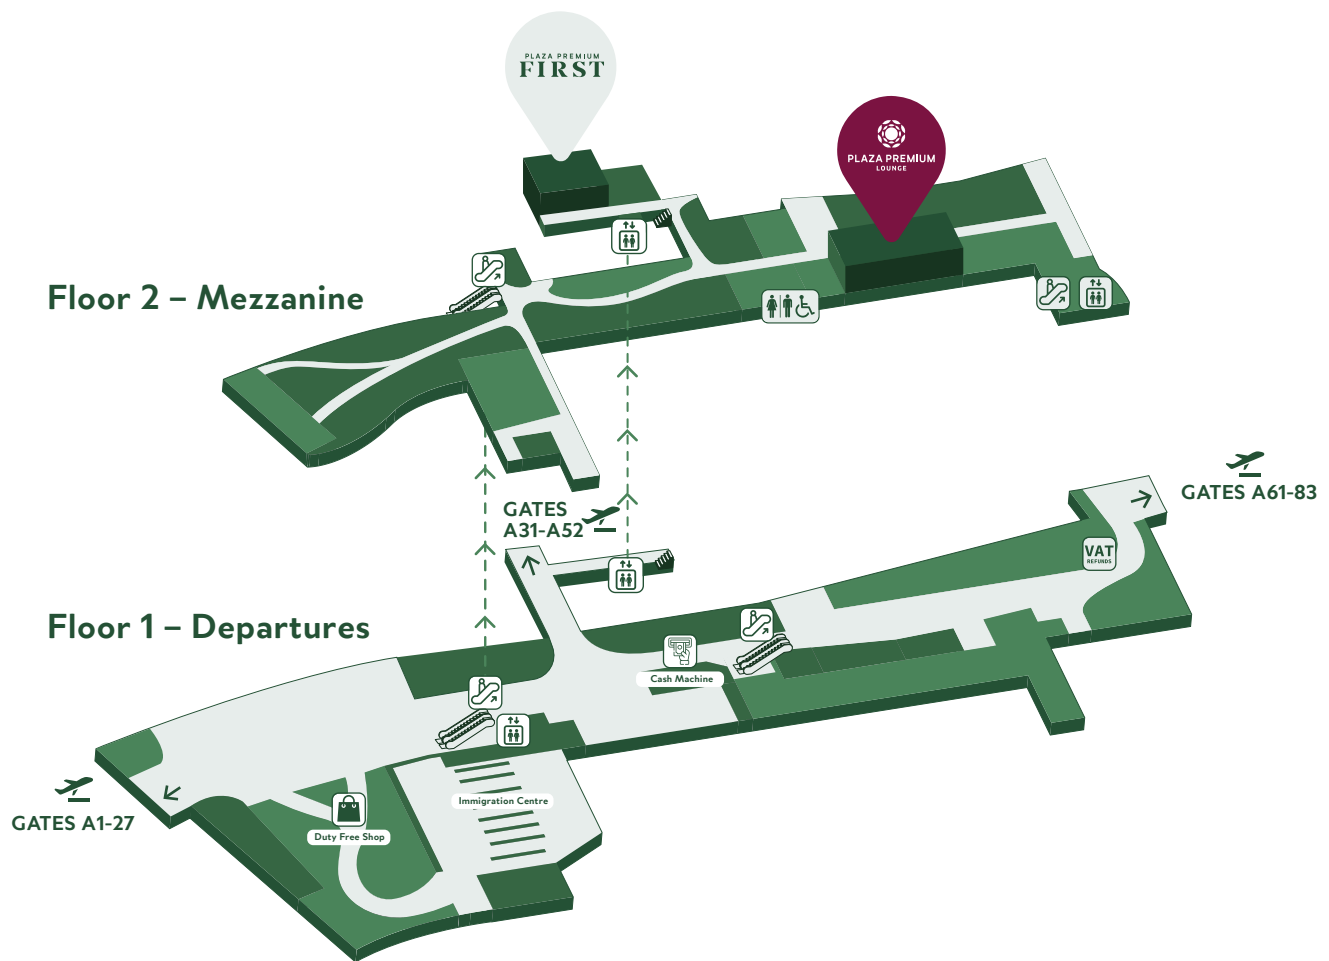 PLAZA PREMIUM
FIRST
PLAZA PREMIUM
LOUNGE
Floor 2 – Mezzanine
GATES
A31-A52
GATES A61-83
VAT
REFUNDS
Floor 1 – Departures
Cash Machine
Immigration Centre
GATES A1-27
Duty Free Shop